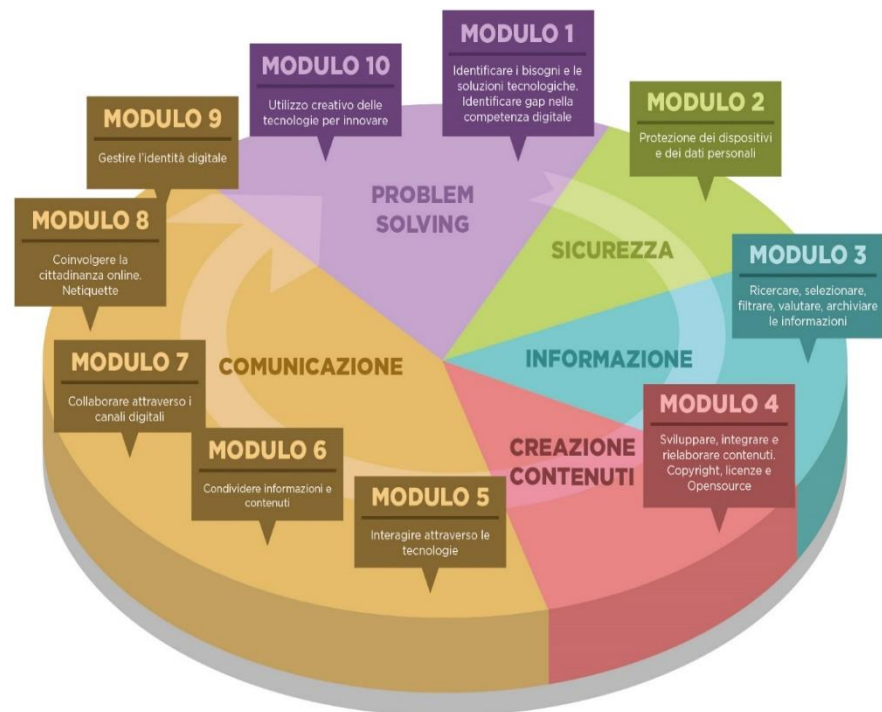 MODULO 1
Identificare i bisogni e le
soluzioni tecnologiche.
Identificare gap nella
competenza digitale
MODULO 2
Protezione dei dispositivi
e dei dati personali
MODULO 3
Ricercare, selezionare,
filtrare, valutare, archiviare
le informazioni
MODULO 4
Sviluppare, integrare e
rielaborare contenuti.
Copyright, licenze e
Opensource
MODULO 5
Interagire attraverso le
tecnologie
MODULO 6
Condividere informazioni e
contenuti
MODULO 7
Collaborare attraverso i
canali digitali
MODULO 8
Coinvolgere la
cittadinanza online.
Netiquette
MODULO 9
Gestire l'identità digitale
MODULO 10
Utilizzo creativo delle
tecnologie per innovare
PROBLEM
SOLVING
SICUREZZA
INFORMAZIONE
CREAZIONE
CONTENUTI
COMUNICAZIONE